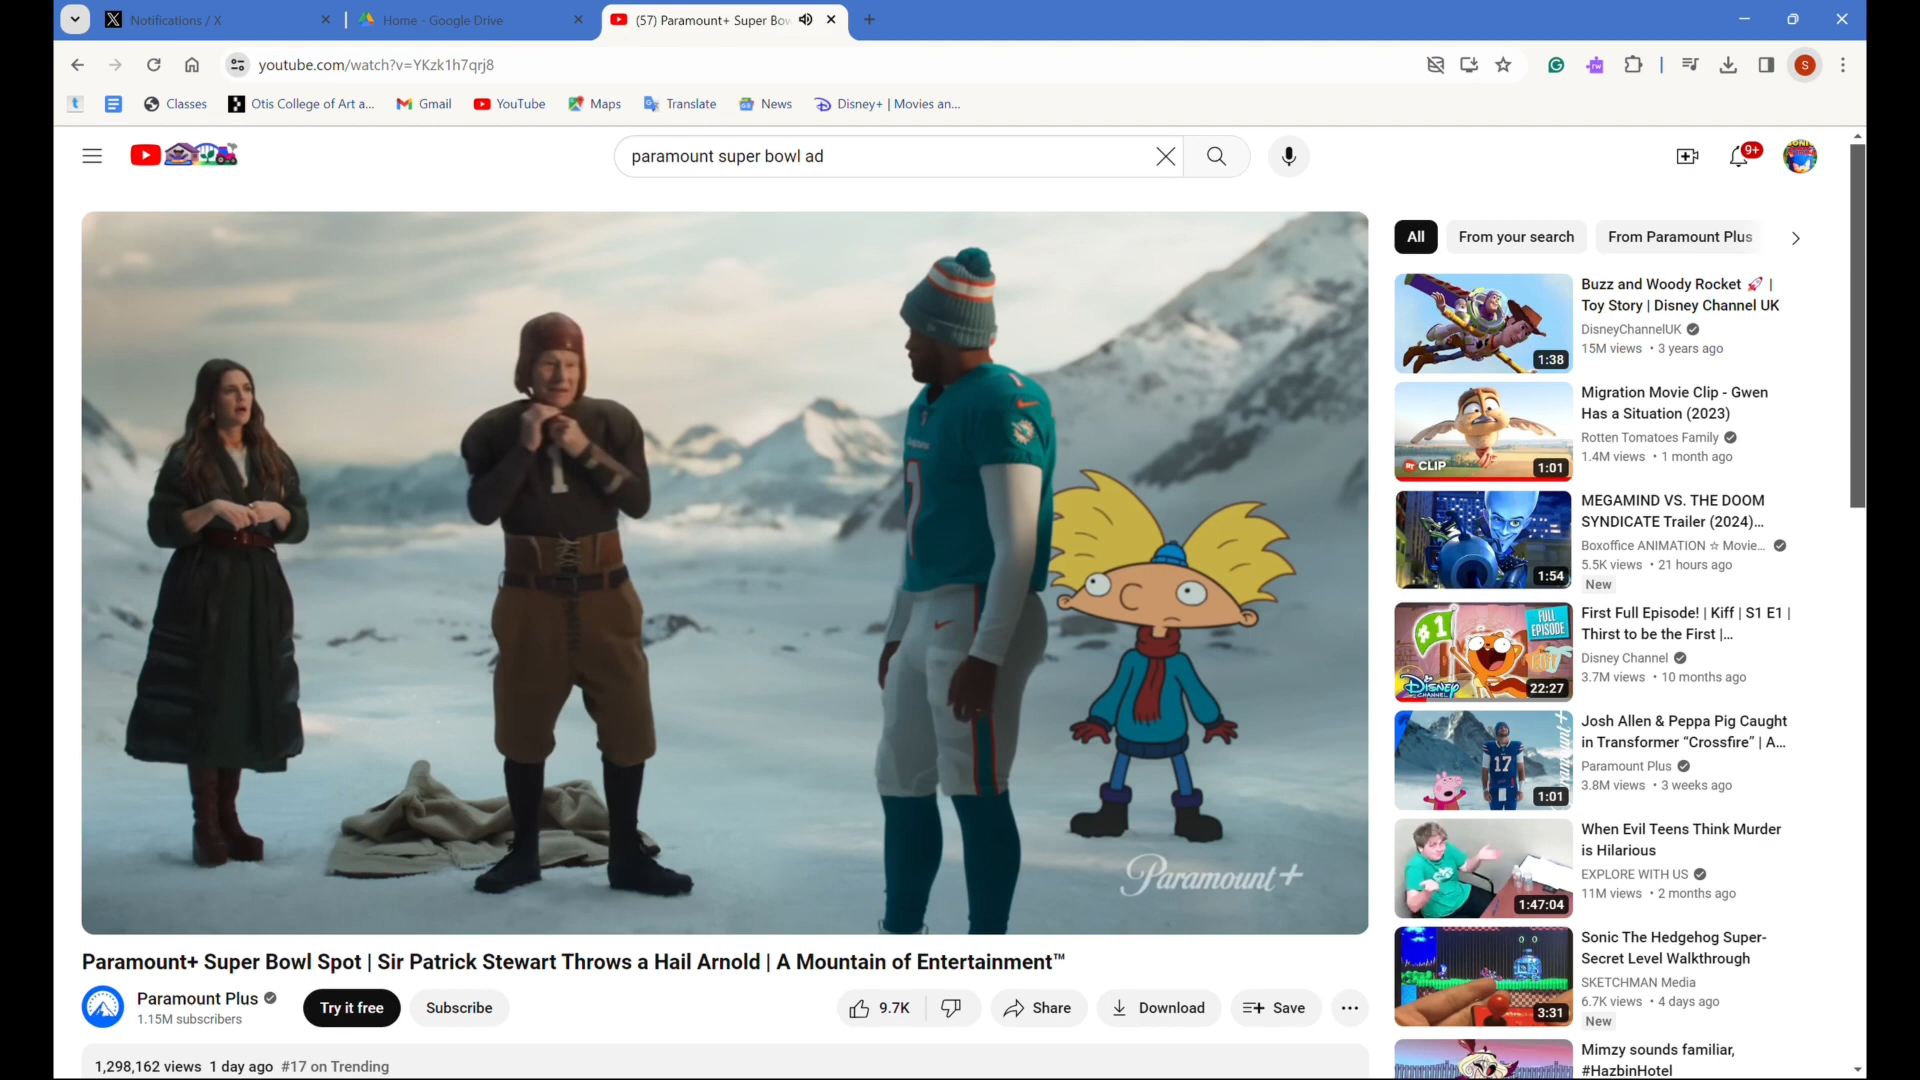 Notifications / X
Home - Google Drive
(57) Paramount+ Super Bow
youtube.com/watch?v=YKzk1h7qrj8
Classes
Otis College of Art a...
Gmail
YouTube
Maps
Translate
News
Disney+ | Movies an...
S
paramount super bowl ad
9+
All
From your search
From Paramount Plus
Buzz and Woody Rocket 🚀 |
Toy Story | Disney Channel UK
DisneyChannelUK
15M views • 3 years ago
1:38
Migration Movie Clip - Gwen
Has a Situation (2023)
Rotten Tomatoes Family
1.4M views • 1 month ago
CLIP
1:01
MEGAMIND VS. THE DOOM
SYNDICATE Trailer (2024)...
Boxoffice ANIMATION ☆ Movie...
5.5K views • 21 hours ago
New
1:54
First Full Episode! | Kiff | S1 E1 |
Thirst to be the First |...
Disney Channel
3.7M views • 10 months ago
#1
FULL
EPISODE
Disney
CHANNEL
22:27
Josh Allen & Peppa Pig Caught
in Transformer “Crossfire” | A...
Paramount Plus
3.8M views • 3 weeks ago
17
1:01
When Evil Teens Think Murder
is Hilarious
EXPLORE WITH US
11M views • 2 months ago
1:47:04
Sonic The Hedgehog Super-
Secret Level Walkthrough
SKETCHMAN Media
6.7K views • 4 days ago
New
3:31
Mimzy sounds familiar,
#HazbinHotel
1
1
Paramount+
Paramount+ Super Bowl Spot | Sir Patrick Stewart Throws a Hail Arnold | A Mountain of Entertainment™
Paramount Plus
1.15M subscribers
Try it free
Subscribe
9.7K
Share
Download
Save
1,298,162 views 1 day ago #17 on Trending